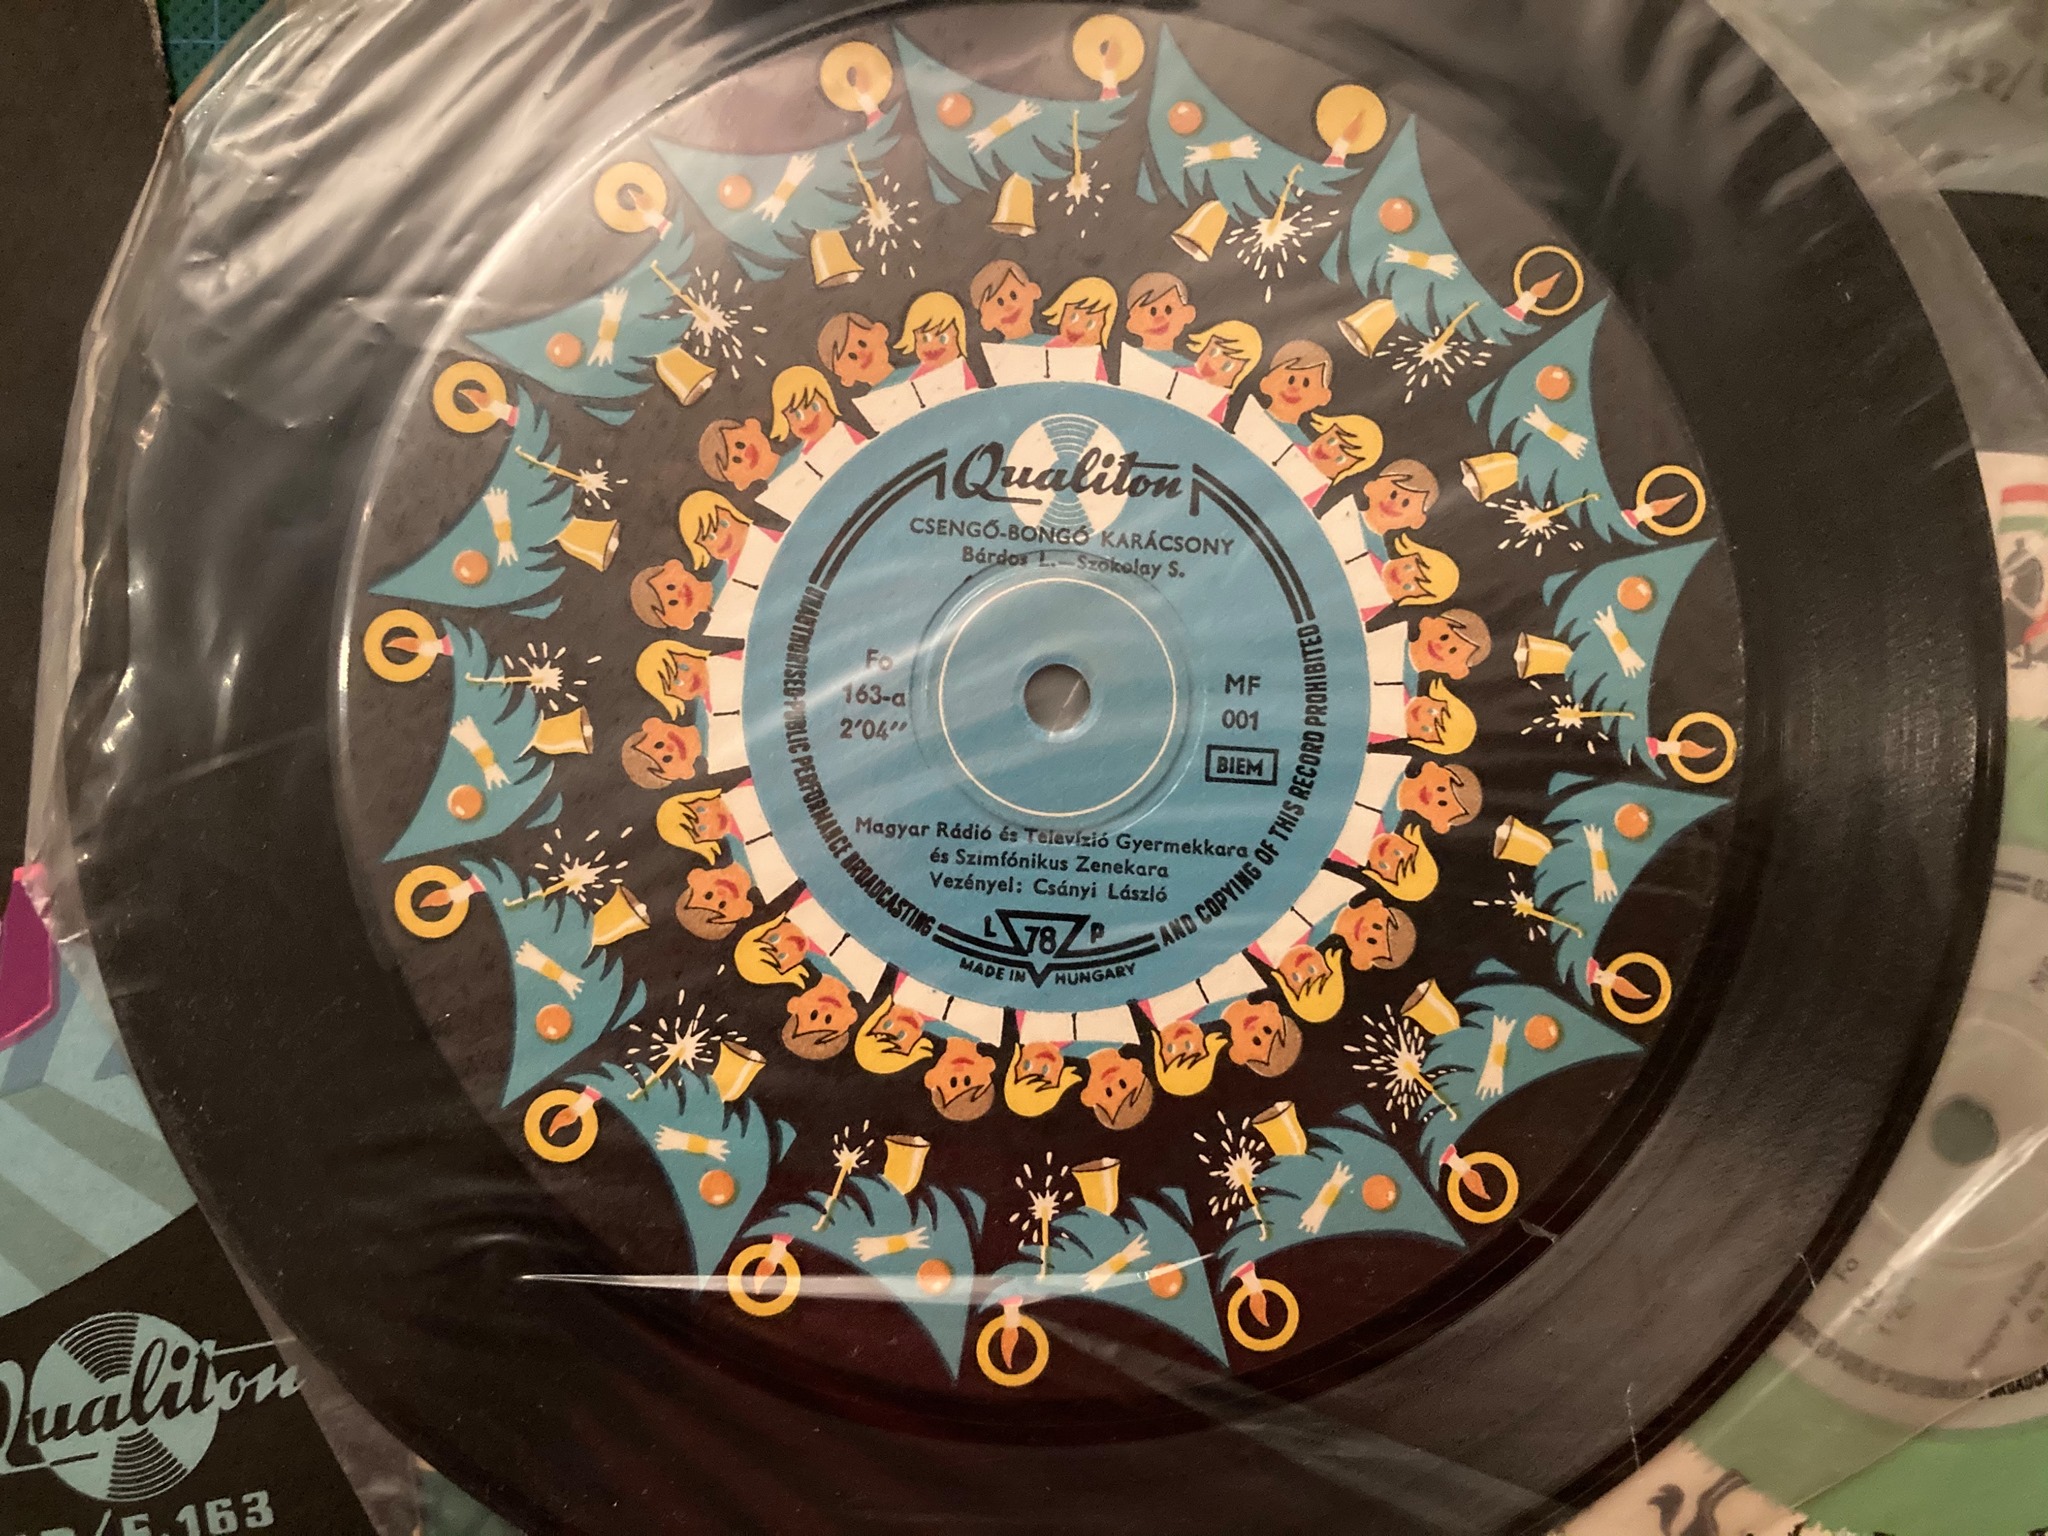 Qualiton
CSENGŐ-BONGÓ KARÁCSONY
Bárdos L.—Szokolay S.
Fo
163-a
2'04''
MF
001
BIEM
Magyar Rádió és Televízió Gyermekkara
és Szimfónikus Zenekara
Vezényel: Csányi László
L 78 P
MADE IN HUNGARY
UNAUTHORISED PUBLIC PERFORMANCE BROADCASTING AND COPYING OF THIS RECORD PROHIBITED
Qualiton
163